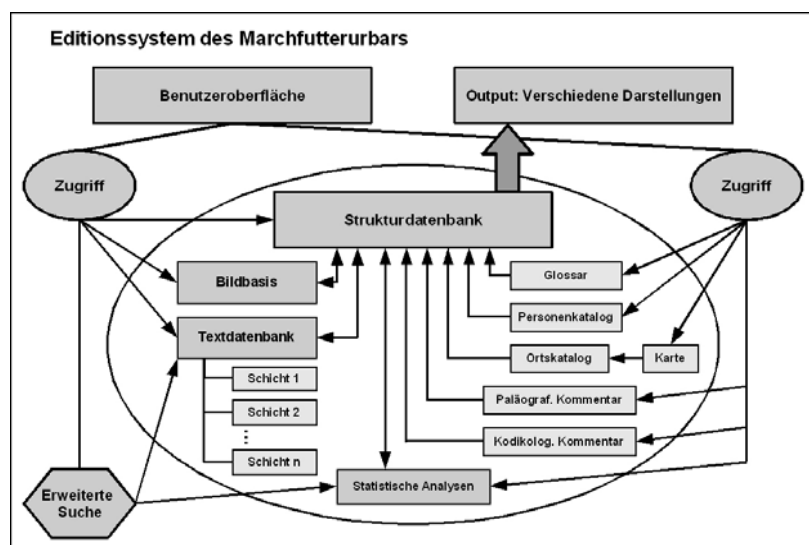 Editionssystem des Marchfutterurbars
Benutzeroberfläche
Output: Verschiedene Darstellungen
Zugriff
Zugriff
Strukturdatenbank
Bildbasis
Glossar
Personenkatalog
Textdatenbank
Ortskatalog
Karte
Schicht 1
Paläograf. Kommentar
Schicht 2
⋮
Kodikolog. Kommentar
Schicht n
Statistische Analysen
Erweiterte
Suche